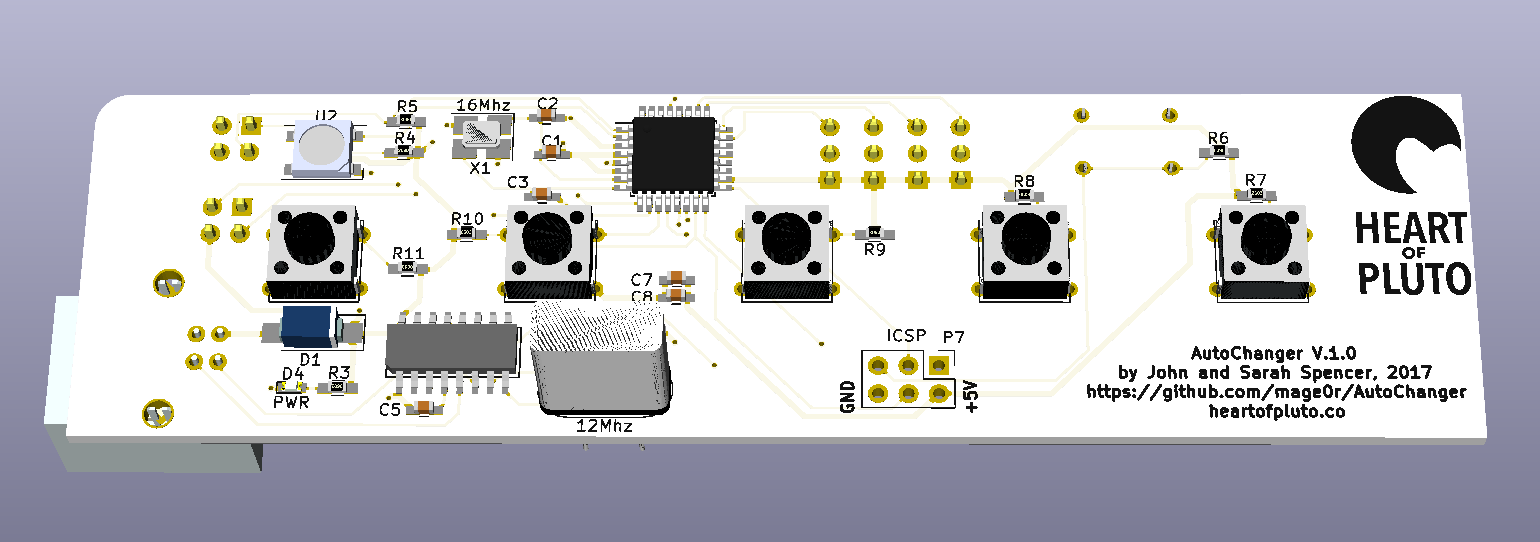 U2
R5
R4
16Mhz
X1
C2
C1
C3
R10
R11
R9
R8
R6
R7
HEART
OF
PLUTO
C7
C8
D1
D4
PWR
R3
C5
12Mhz
ICSP P7
GND
+5V
AutoChanger V.1.0
by John and Sarah Spencer, 2017
https://github.com/mage0r/AutoChanger
heartofpluto.co